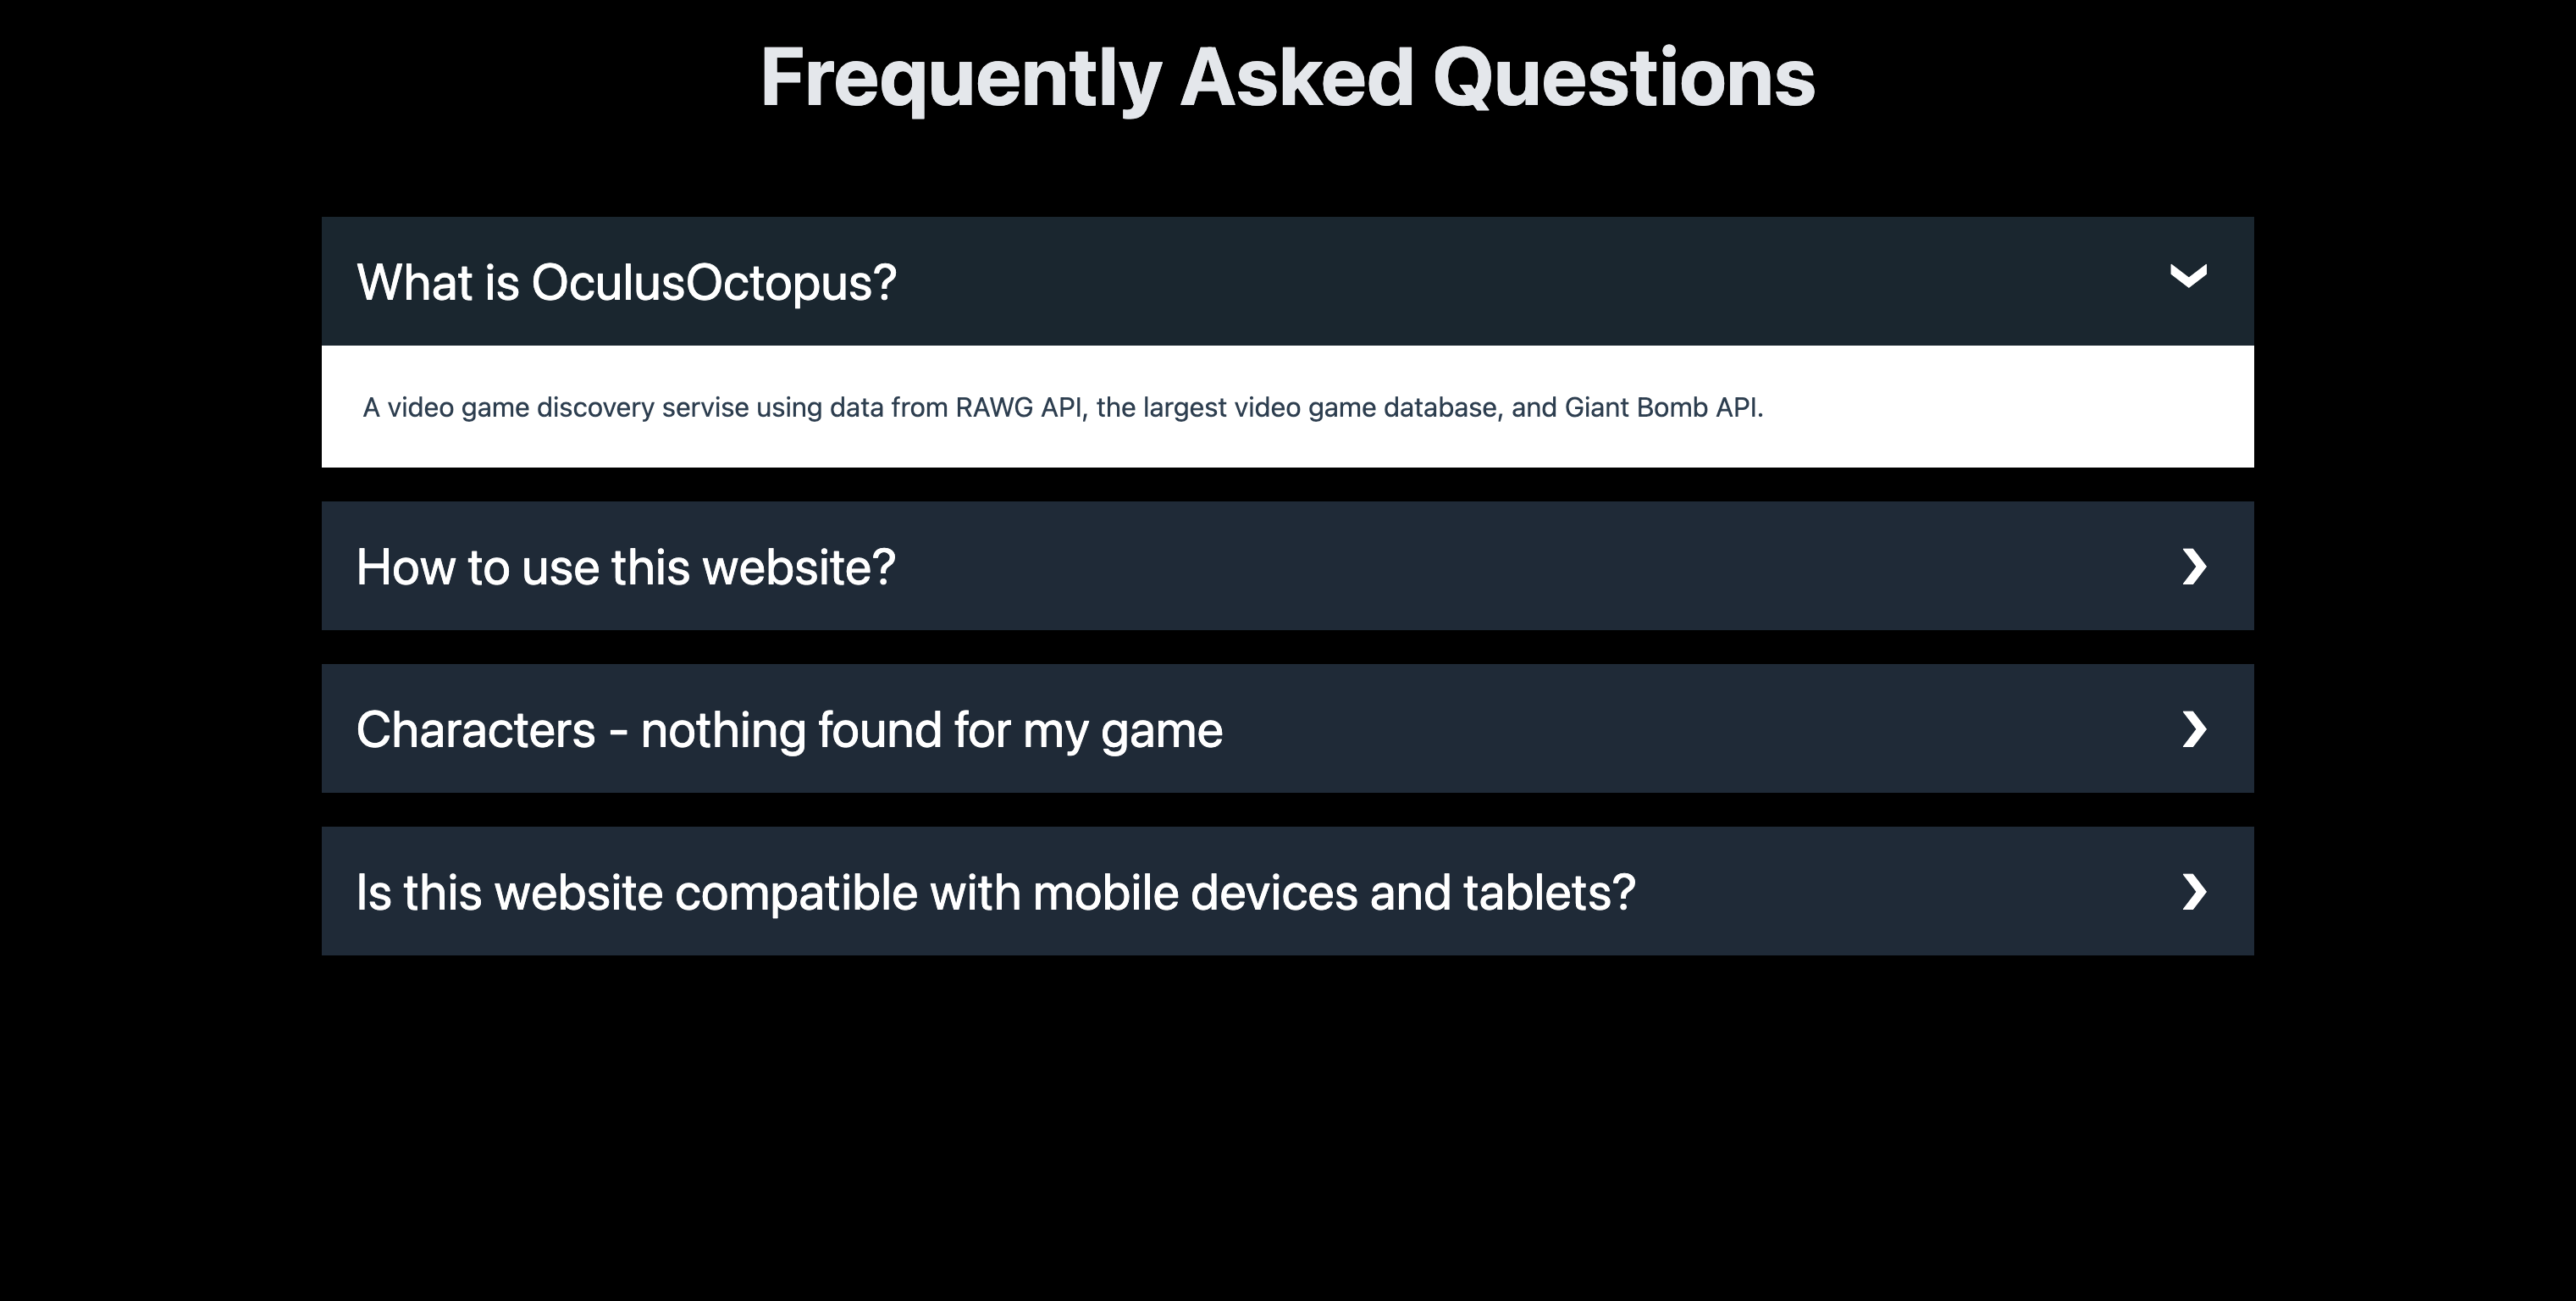 Frequently Asked Questions
What is OculusOctopus?
A video game discovery servise using data from RAWG API, the largest video game database, and Giant Bomb API.
How to use this website?
Characters - nothing found for my game
Is this website compatible with mobile devices and tablets?